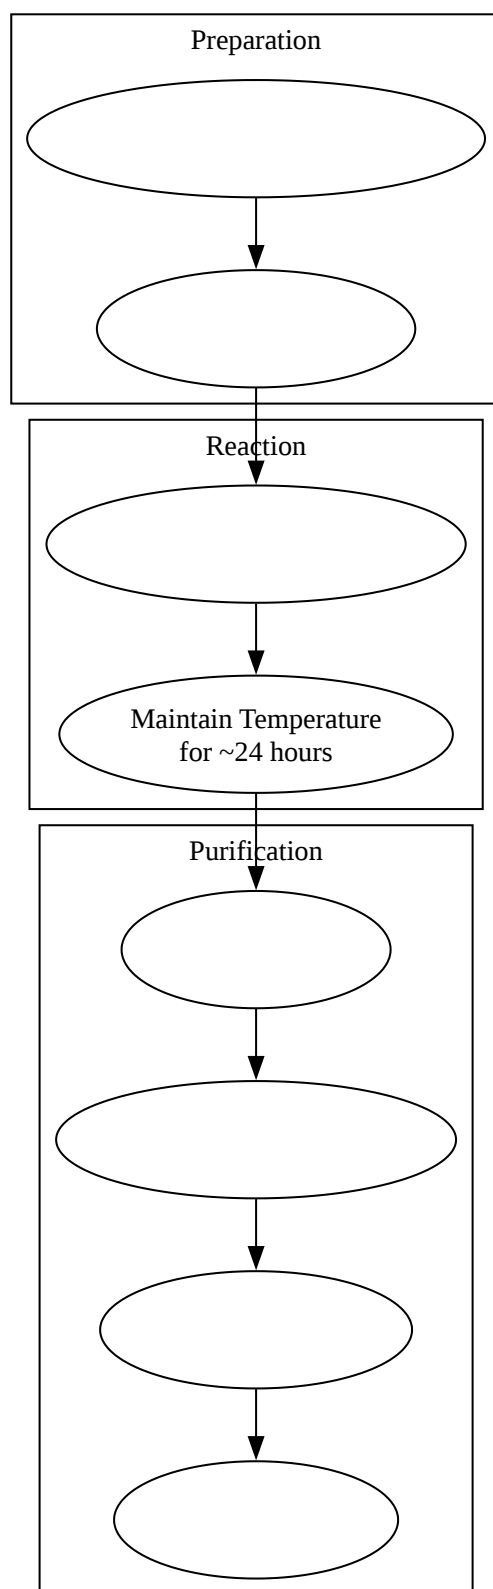 Preparation
Reaction
Maintain Temperature
for ~24 hours
Purification